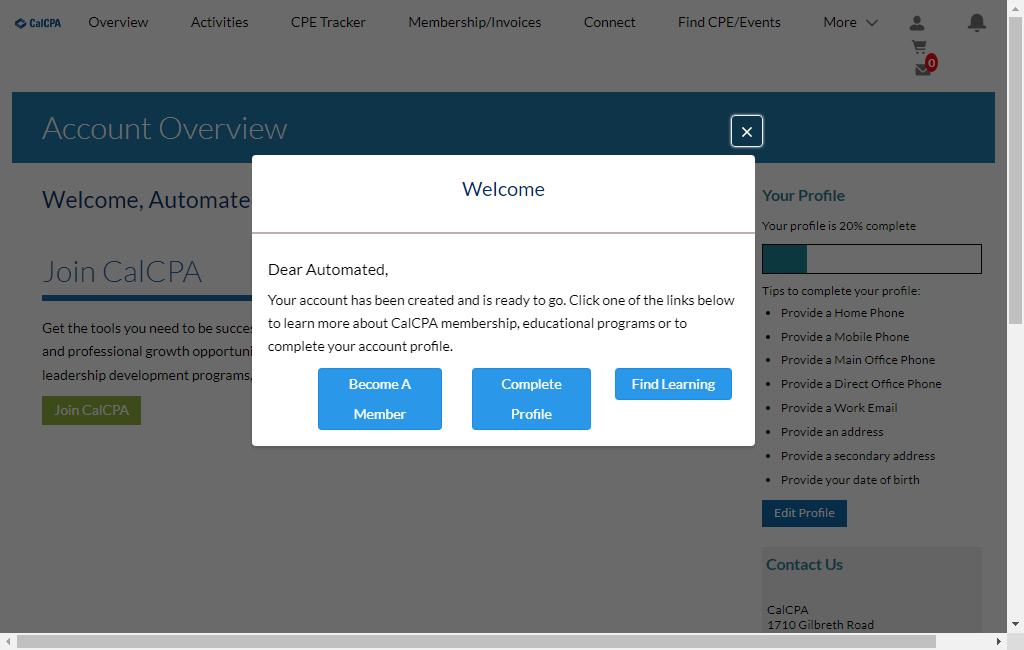 CalCPA
Overview
Activities
CPE Tracker
Membership/Invoices
Connect
Find CPE/Events
More
0
Account Overview
Welcome, Automate
Join CalCPA
Get the tools you need to be succes
and professional growth opportuni
leadership development programs,
Join CalCPA
Welcome
Dear Automated,
Your account has been created and is ready to go. Click one of the links below
to learn more about CalCPA membership, educational programs or to
complete your account profile.
Become A
Member
Complete
Profile
Find Learning
Your Profile
Your profile is 20% complete
Tips to complete your profile:
• Provide a Home Phone
• Provide a Mobile Phone
• Provide a Main Office Phone
• Provide a Direct Office Phone
• Provide a Work Email
• Provide an address
• Provide a secondary address
• Provide your date of birth
Edit Profile
Contact Us
CalCPA
1710 Gilbreth Road